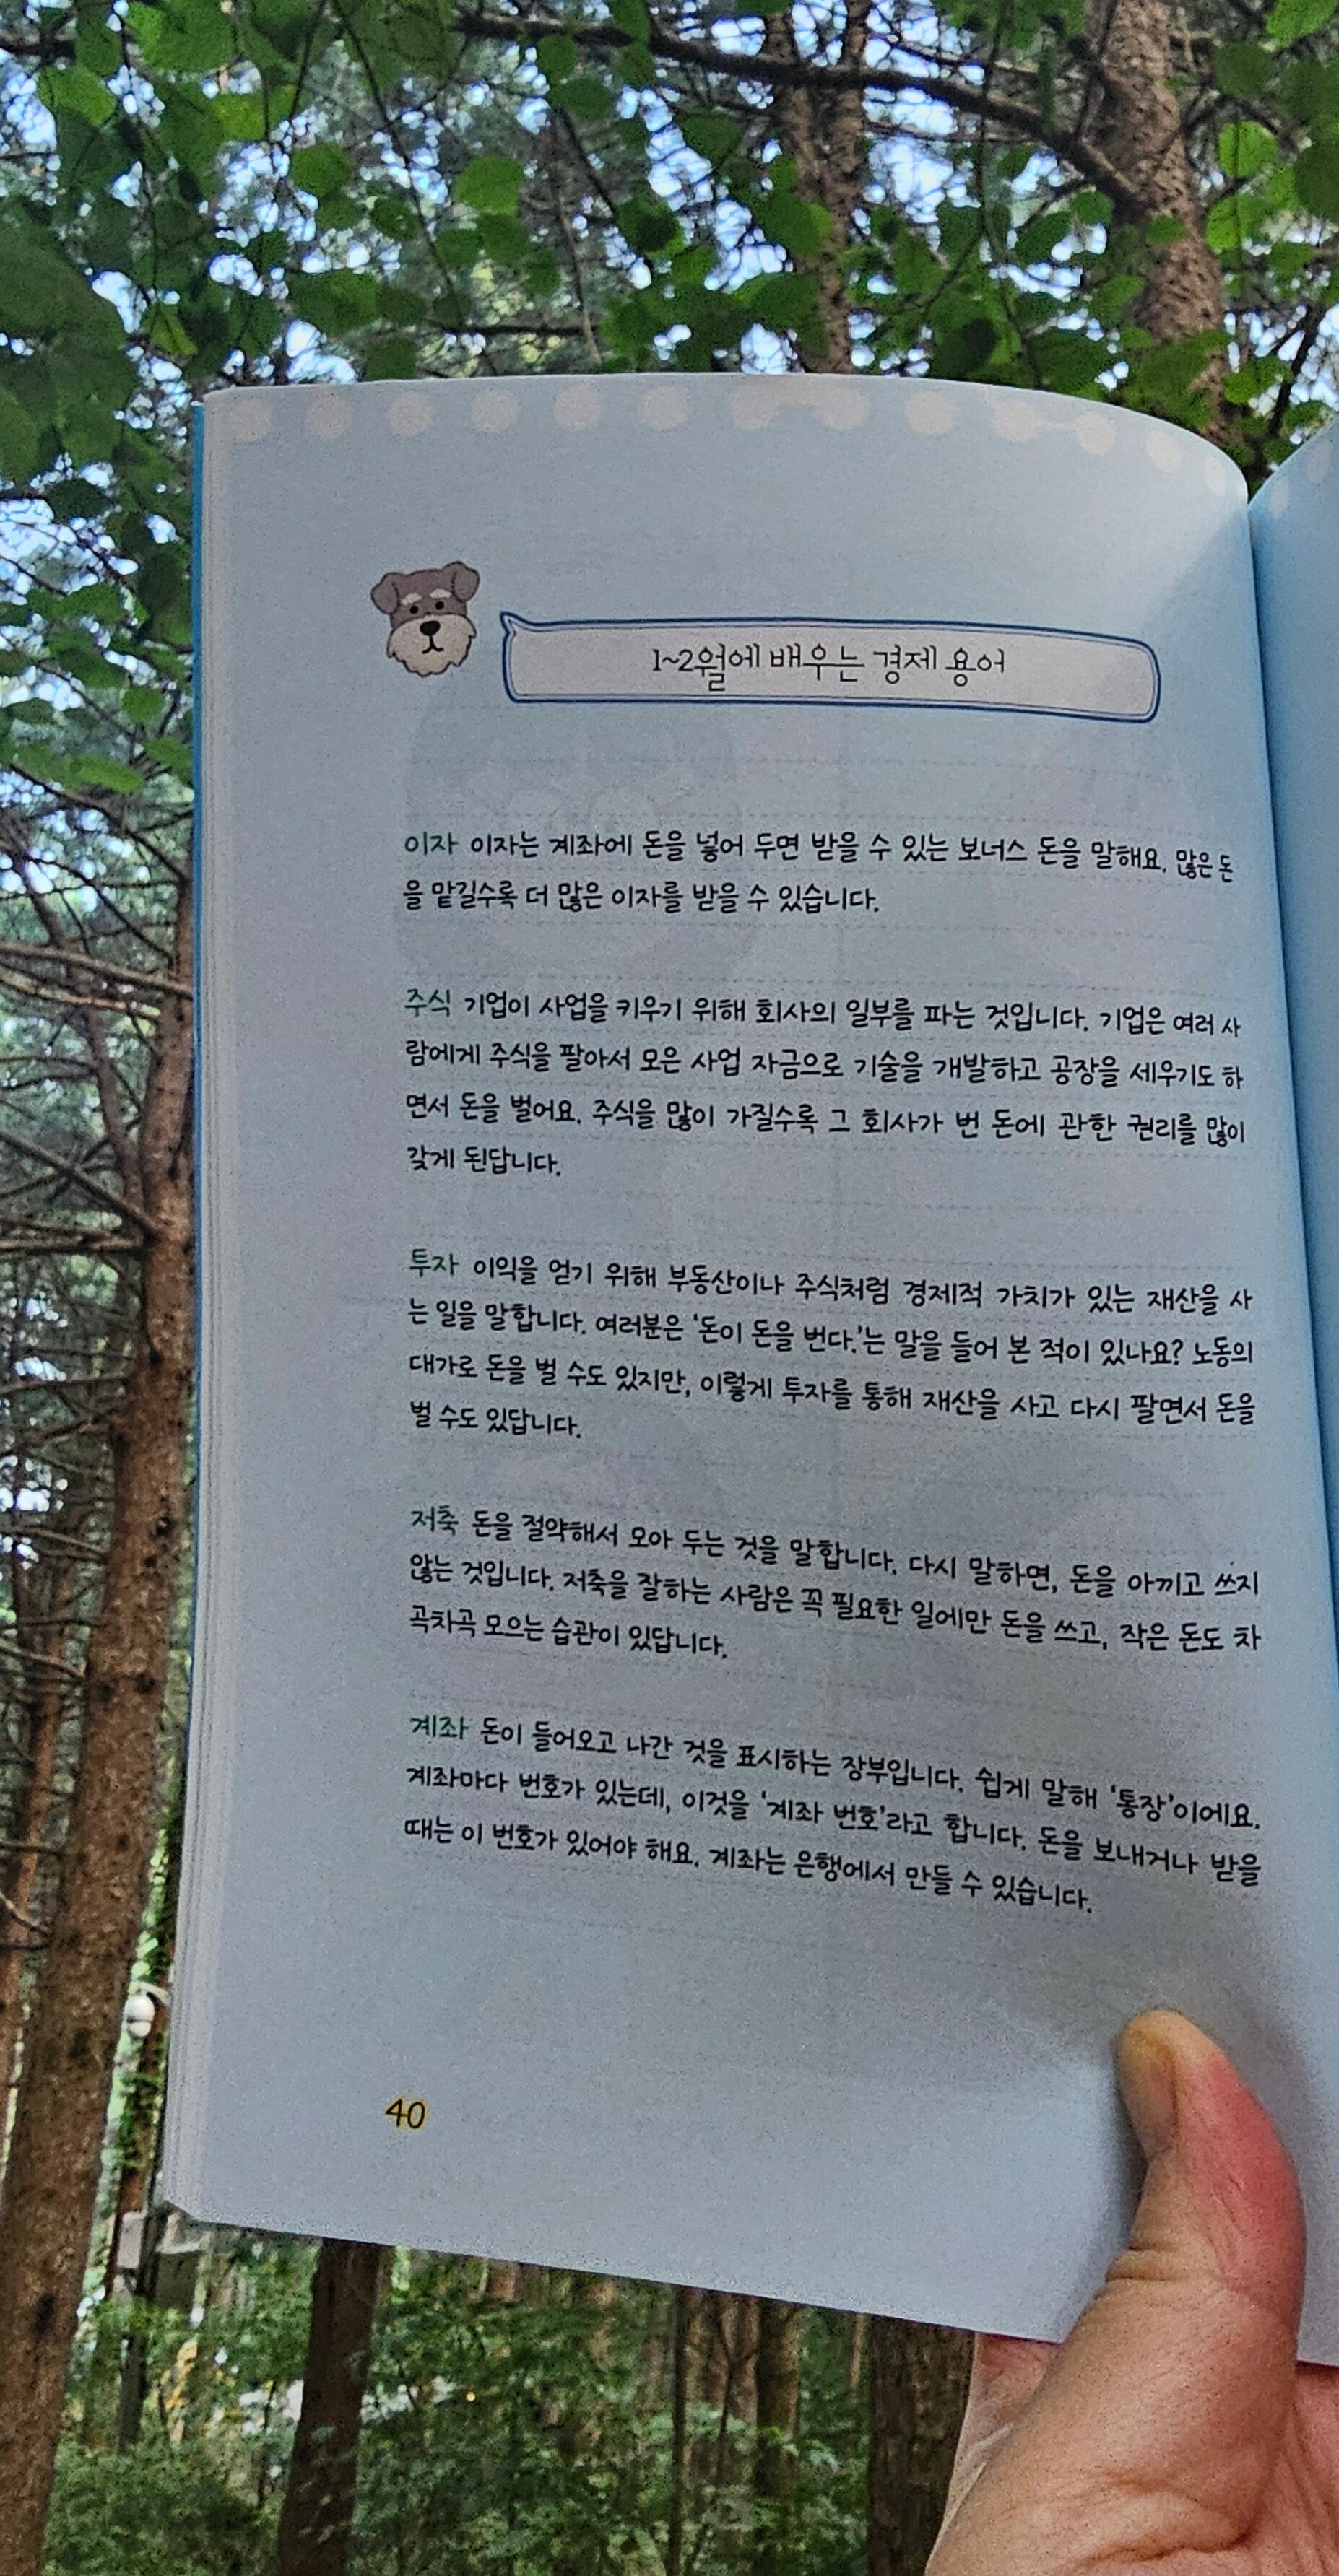 1~2월에 배우는 경제 용어
이자 이자는 계좌에 돈을 넣어 두면 받을 수 있는 보너스 돈을 말해요. 많은 돈
을 맡길수록 더 많은 이자를 받을 수 있습니다.
주식 기업이 사업을 키우기 위해 회사의 일부를 파는 것입니다. 기업은 여러 사
람에게 주식을 팔아서 모은 사업 자금으로 기술을 개발하고 공장을 세우기도 하
면서 돈을 벌어요. 주식을 많이 가질수록 그 회사가 번 돈에 관한 권리를 많이
갖게 된답니다.
투자 이익을 얻기 위해 부동산이나 주식처럼 경제적 가치가 있는 재산을 사
는 일을 말합니다. 여러분은 '돈이 돈을 번다.'는 말을 들어 본 적이 있나요? 노동의
대가로 돈을 벌 수도 있지만, 이렇게 투자를 통해 재산을 사고 다시 팔면서 돈을
벌 수도 있답니다.
저축 돈을 절약해서 모아 두는 것을 말합니다. 다시 말하면, 돈을 아끼고 쓰지
않는 것입니다. 저축을 잘하는 사람은 꼭 필요한 일에만 돈을 쓰고, 작은 돈도 차
곡차곡 모으는 습관이 있답니다.
계좌 돈이 들어오고 나간 것을 표시하는 장부입니다. 쉽게 말해 '통장'이에요.
계좌마다 번호가 있는데, 이것을 '계좌 번호'라고 합니다. 돈을 보내거나 받을
때는 이 번호가 있어야 해요. 계좌는 은행에서 만들 수 있습니다.
40